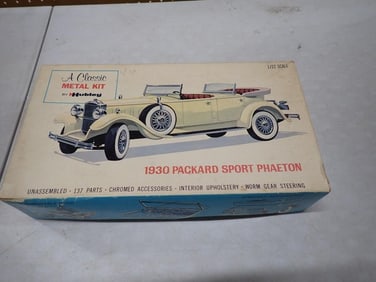 A Classic
METAL KIT
BY Hubley
1/22 SCALE
1930 PACKARD SPORT PHAETON
UNASSEMBLED · 137 PARTS · CHROMED ACCESSORIES · INTERIOR UPHOLSTERY · WORM GEAR STEERING